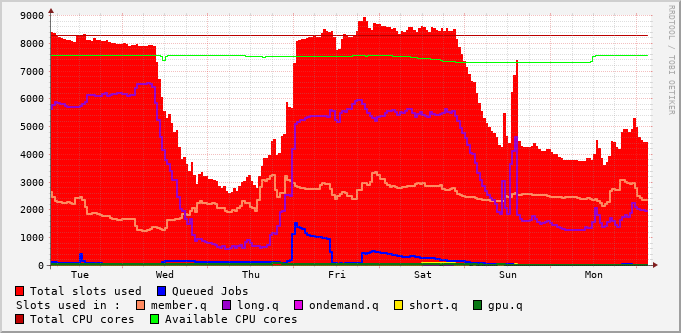 9000
8000
7000
6000
5000
4000
3000
2000
1000
0
Tue Wed Thu Fri Sat Sun Mon
Total slots used Queued Jobs
Slots used in : member.q long.q ondemand.q short.q gpu.q
Total CPU cores Available CPU cores
RRDTOOL / TOBI OETIKER